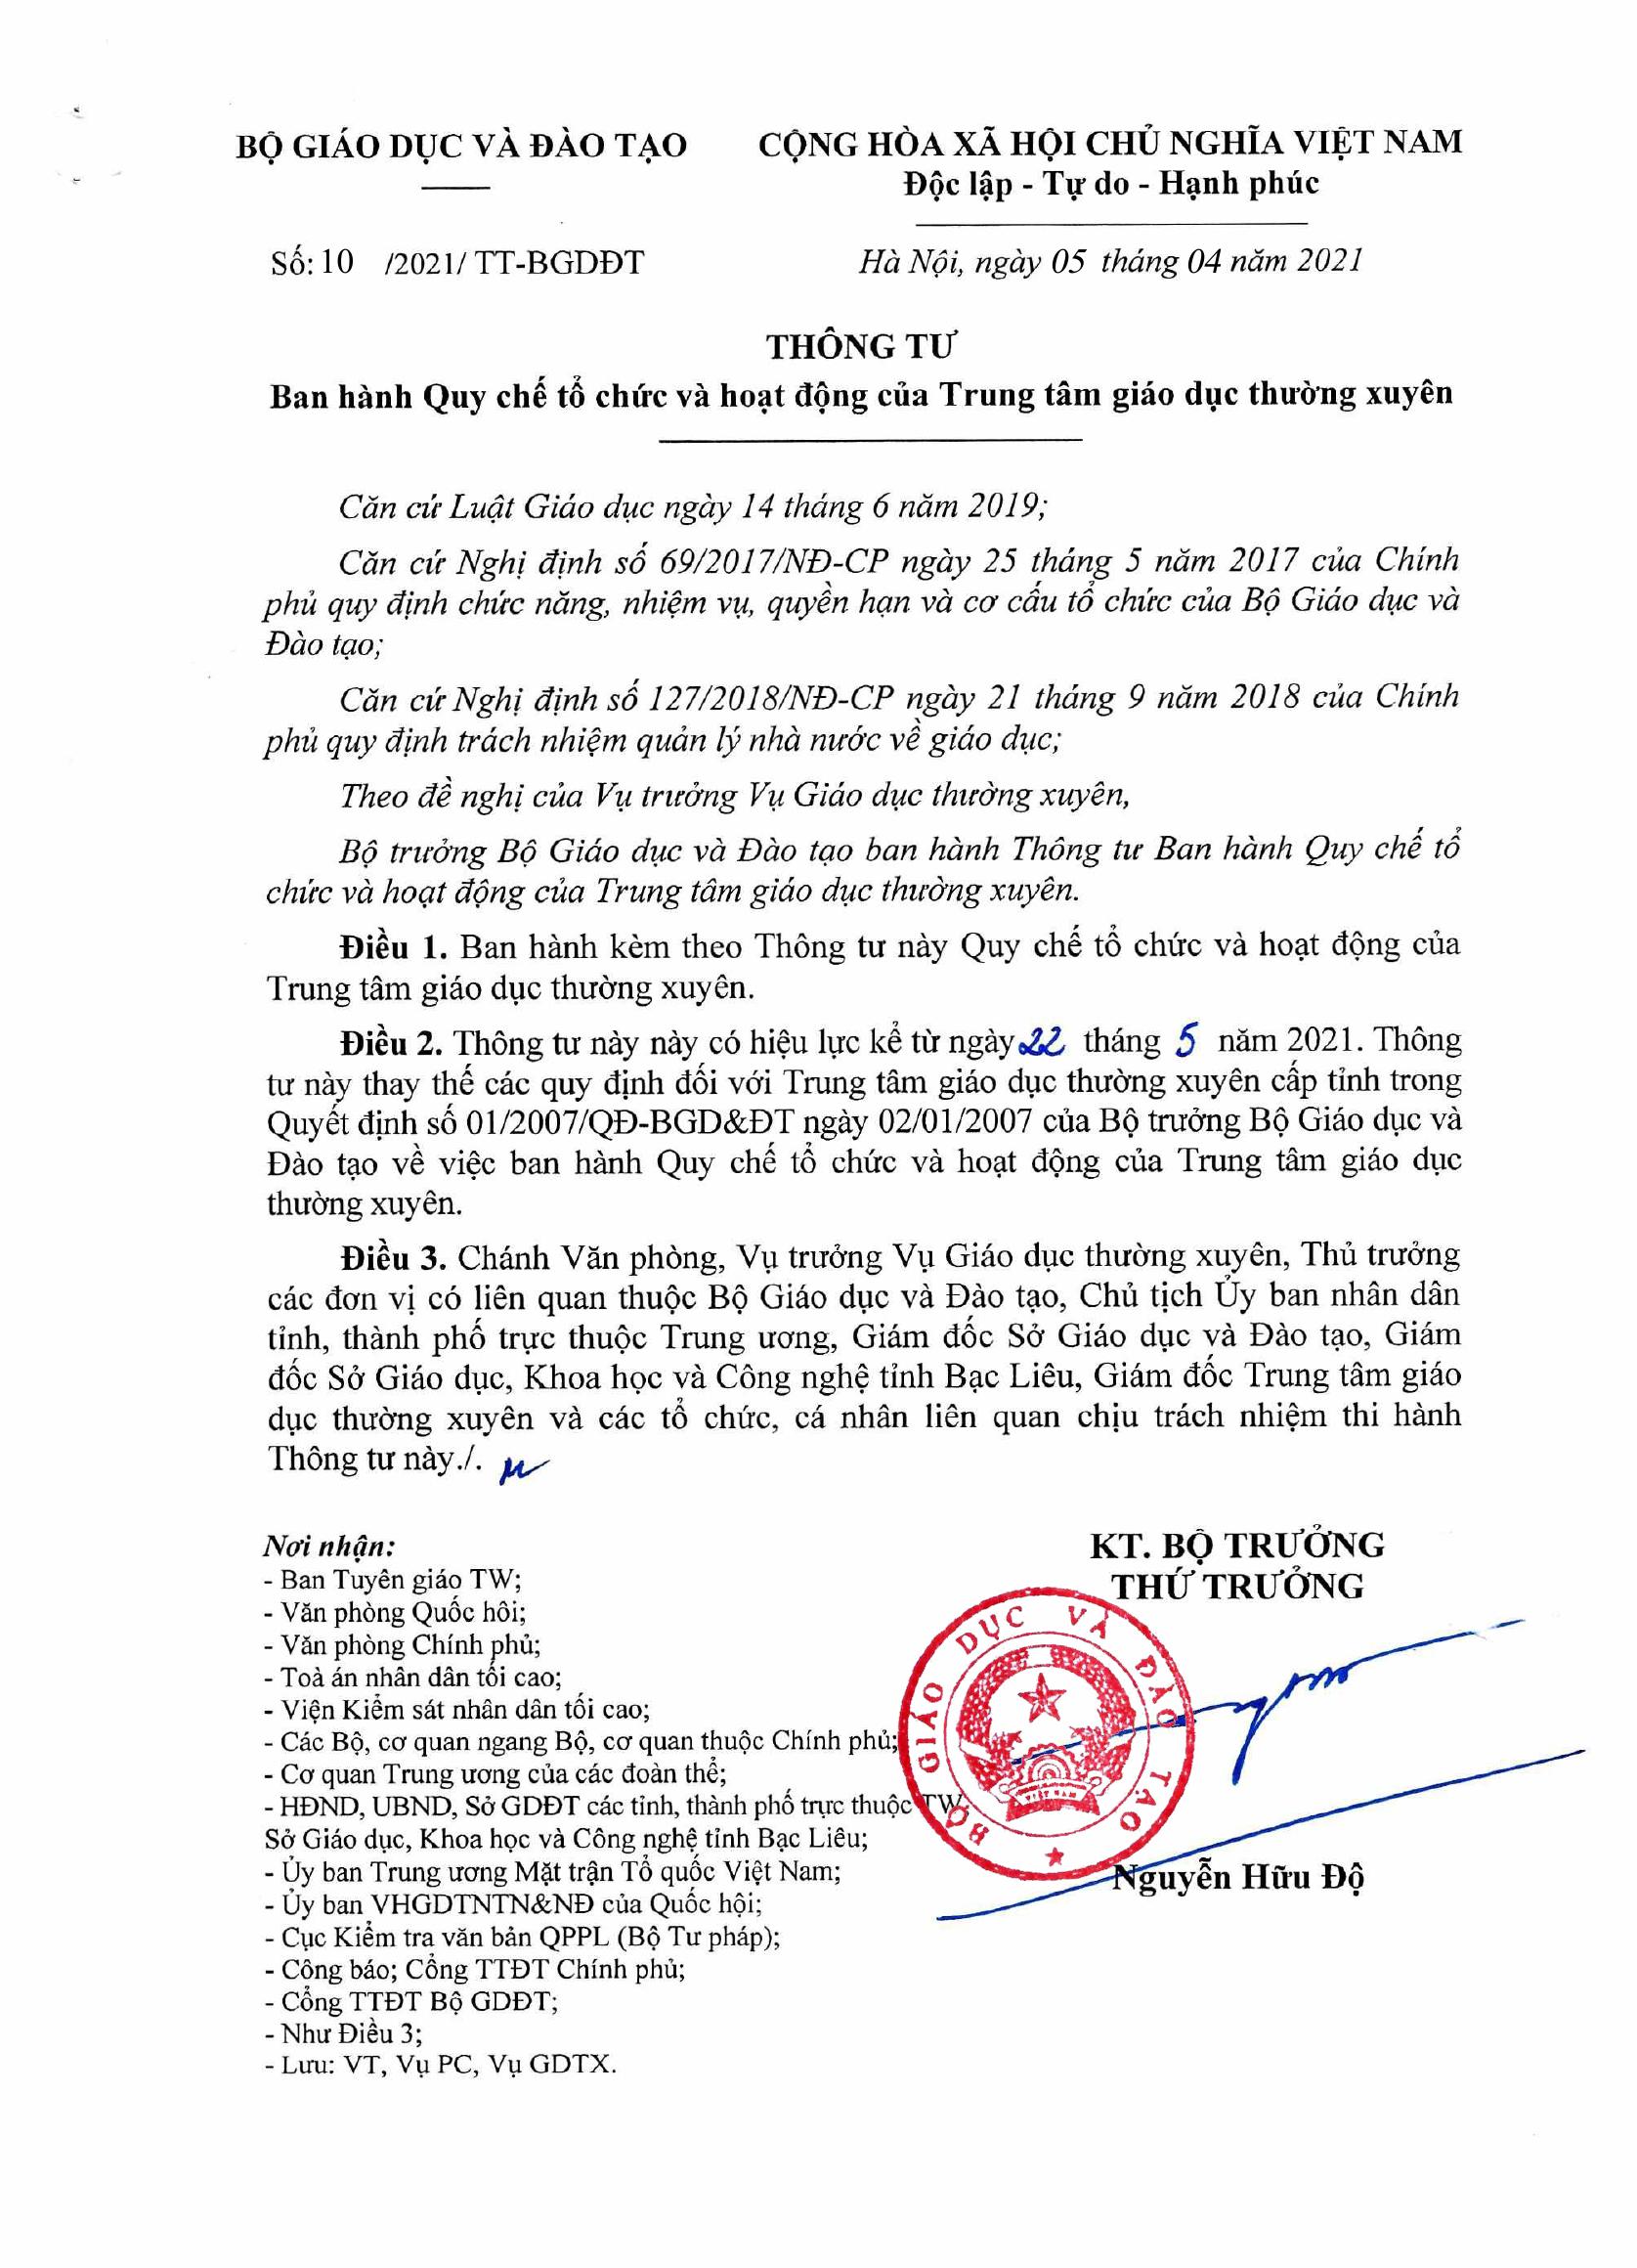 BỘ GIÁO DỤC VÀ ĐÀO TẠO
CỘNG HÒA XÃ HỘI CHỦ NGHĨA VIỆT NAM
Độc lập - Tự do - Hạnh phúc
Số: 10 /2021/ TT-BGDĐT
Hà Nội, ngày 05 tháng 04 năm 2021
THÔNG TƯ
Ban hành Quy chế tổ chức và hoạt động của Trung tâm giáo dục thường xuyên
Căn cứ Luật Giáo dục ngày 14 tháng 6 năm 2019;
Căn cứ Nghị định số 69/2017/NĐ-CP ngày 25 tháng 5 năm 2017 của Chính
phủ quy định chức năng, nhiệm vụ, quyền hạn và cơ cấu tổ chức của Bộ Giáo dục và
Đào tạo;
Căn cứ Nghị định số 127/2018/NĐ-CP ngày 21 tháng 9 năm 2018 của Chính
phủ quy định trách nhiệm quản lý nhà nước về giáo dục;
Theo đề nghị của Vụ trưởng Vụ Giáo dục thường xuyên,
Bộ trưởng Bộ Giáo dục và Đào tạo ban hành Thông tư Ban hành Quy chế tổ
chức và hoạt động của Trung tâm giáo dục thường xuyên.
Điều 1. Ban hành kèm theo Thông tư này Quy chế tổ chức và hoạt động của
Trung tâm giáo dục thường xuyên.
Điều 2. Thông tư này này có hiệu lực kể từ ngày 22 tháng 5 năm 2021. Thông
tư này thay thế các quy định đối với Trung tâm giáo dục thường xuyên cấp tỉnh trong
Quyết định số 01/2007/QĐ-BGD&ĐT ngày 02/01/2007 của Bộ trưởng Bộ Giáo dục và
Đào tạo về việc ban hành Quy chế tổ chức và hoạt động của Trung tâm giáo dục
thường xuyên.
Điều 3. Chánh Văn phòng, Vụ trưởng Vụ Giáo dục thường xuyên, Thủ trưởng
các đơn vị có liên quan thuộc Bộ Giáo dục và Đào tạo, Chủ tịch Ủy ban nhân dân
tỉnh, thành phố trực thuộc Trung ương, Giám đốc Sở Giáo dục và Đào tạo, Giám
đốc Sở Giáo dục, Khoa học và Công nghệ tỉnh Bạc Liêu, Giám đốc Trung tâm giáo
dục thường xuyên và các tổ chức, cá nhân liên quan chịu trách nhiệm thi hành
Thông tư này./.
Nơi nhận:
- Ban Tuyên giáo TW;
- Văn phòng Quốc hôi;
- Văn phòng Chính phủ;
- Toà án nhân dân tối cao;
- Viện Kiểm sát nhân dân tối cao;
- Các Bộ, cơ quan ngang Bộ, cơ quan thuộc Chính phủ;
- Cơ quan Trung ương của các đoàn thể;
- HĐND, UBND, Sở GDĐT các tỉnh, thành phố trực thuộc TW,
Sở Giáo dục, Khoa học và Công nghệ tỉnh Bạc Liêu;
- Ủy ban Trung ương Mặt trận Tổ quốc Việt Nam;
- Ủy ban VHGDTNTN&NĐ của Quốc hội;
- Cục Kiểm tra văn bản QPPL (Bộ Tư pháp);
- Công báo; Cổng TTĐT Chính phủ;
- Cổng TTĐT Bộ GDĐT;
- Như Điều 3;
- Lưu: VT, Vụ PC, Vụ GDTX.
KT. BỘ TRƯỞNG
THỨ TRƯỞNG
BỘ GIÁO DỤC VÀ ĐÀO TẠO
VIỆT NAM
Nguyễn Hữu Độ